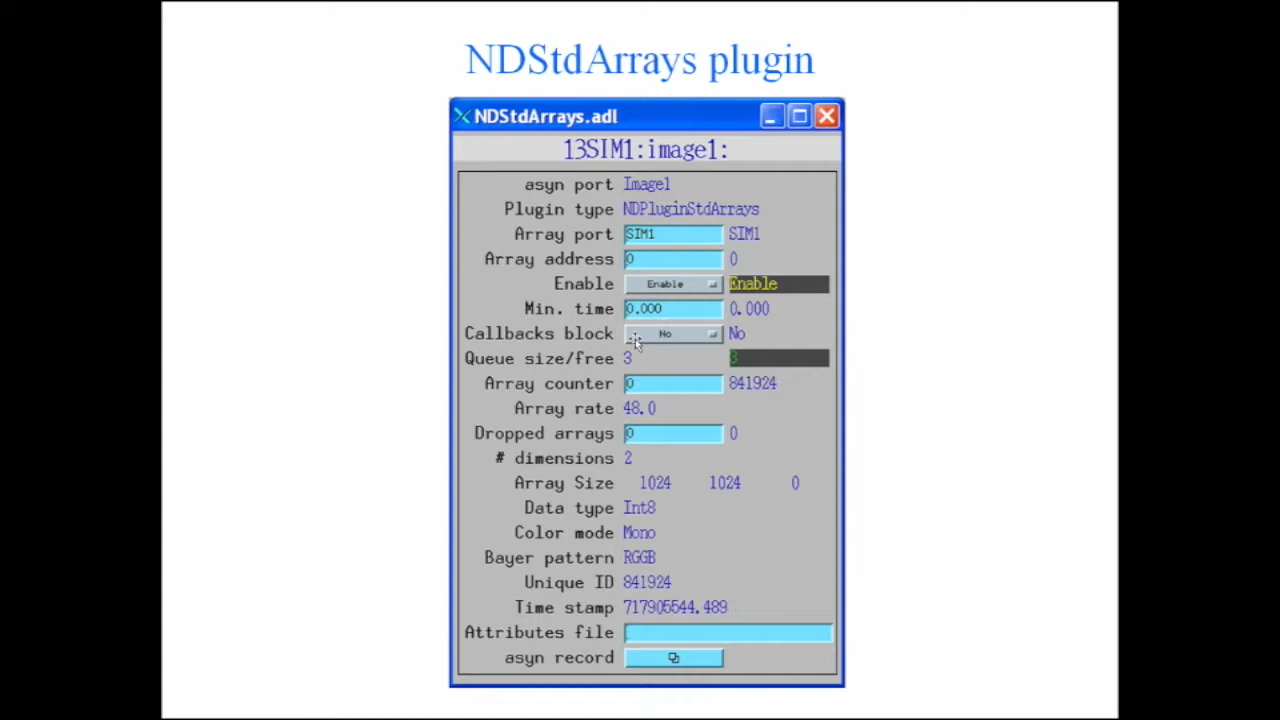 NDStdArrays plugin
NDStdArrays.adl
13SIM1:image1:
asyn port Image1
Plugin type NDPluginStdArrays
Array port SIM1 SIM1
Array address 0 0
Enable Enable Enable
Min. time 0.000 0.000
Callbacks block No No
Queue size/free 3 3
Array counter 0 841924
Array rate 48.0
Dropped arrays 0 0
# dimensions 2
Array Size 1024 1024 0
Data type Int8
Color mode Mono
Bayer pattern RGGB
Unique ID 841924
Time stamp 717905544.489
Attributes file
asyn record